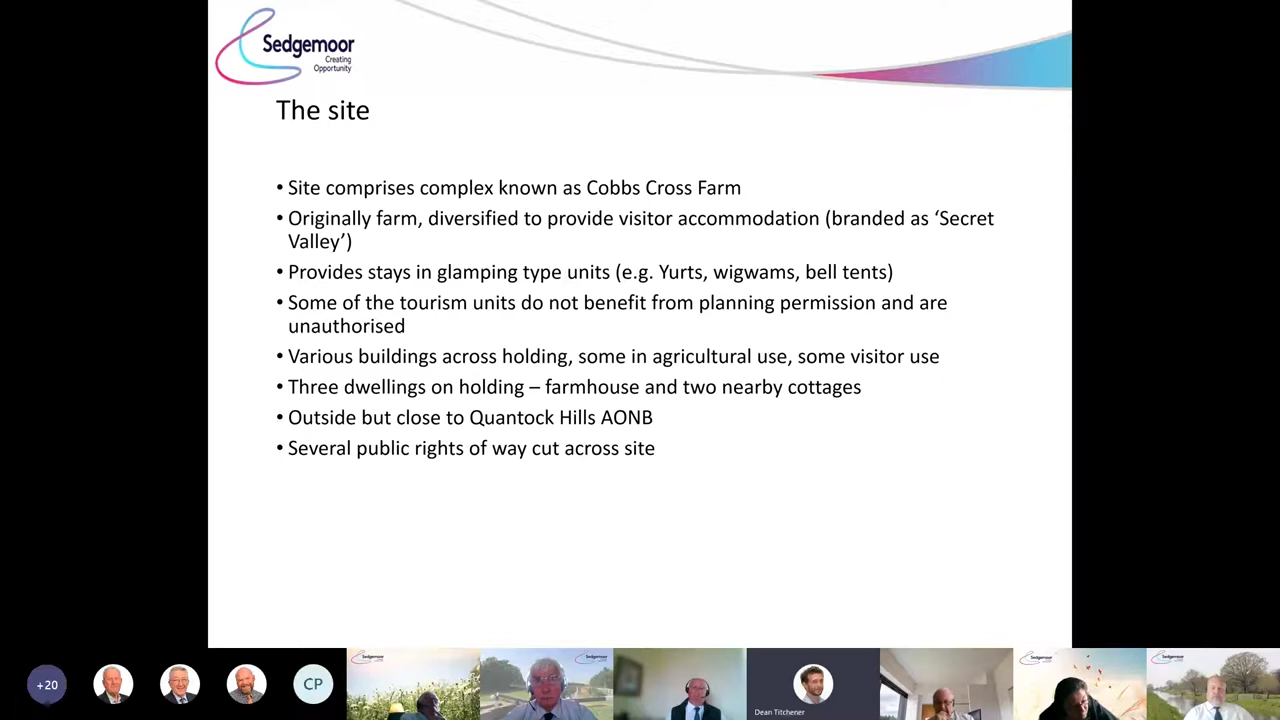 Sedgemoor
Creating
Opportunity
The site
• Site comprises complex known as Cobbs Cross Farm
• Originally farm, diversified to provide visitor accommodation (branded as ‘Secret
Valley’)
• Provides stays in glamping type units (e.g. Yurts, wigwams, bell tents)
• Some of the tourism units do not benefit from planning permission and are
unauthorised
• Various buildings across holding, some in agricultural use, some visitor use
• Three dwellings on holding – farmhouse and two nearby cottages
• Outside but close to Quantock Hills AONB
• Several public rights of way cut across site
+20
CP
Sedgemoor
Sedgemoor
Dean Titchener
Sedgemoor
Sedgemoor